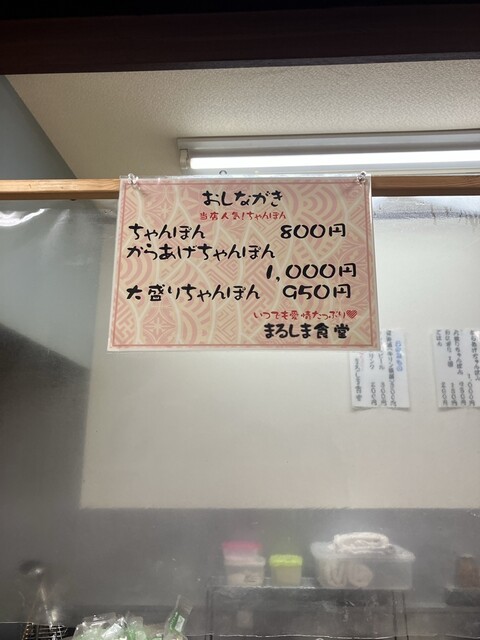 おしながき
当店人気!ちゃんぽん
ちゃんぽん 800円
からあげちゃんぽん
1,000円
大盛りちゃんぽん 950円
いつでも愛情たっぷり♥
まろしま食堂